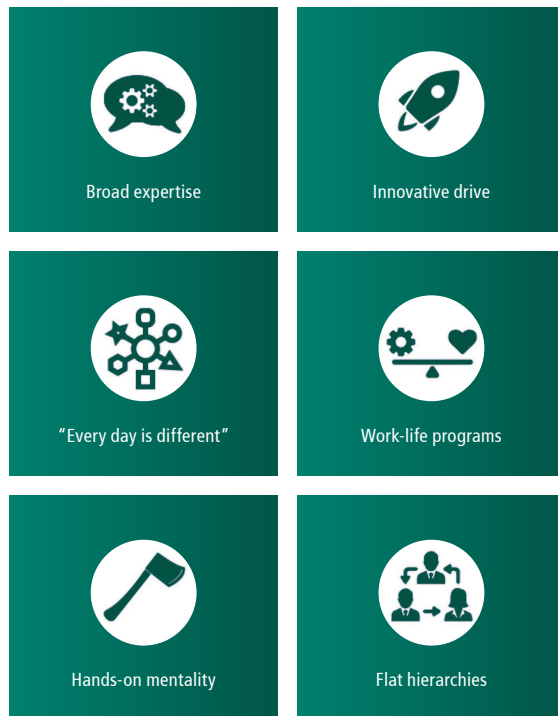 Broad expertise
Innovative drive
“Every day is different”
Work-life programs
Hands-on mentality
Flat hierarchies